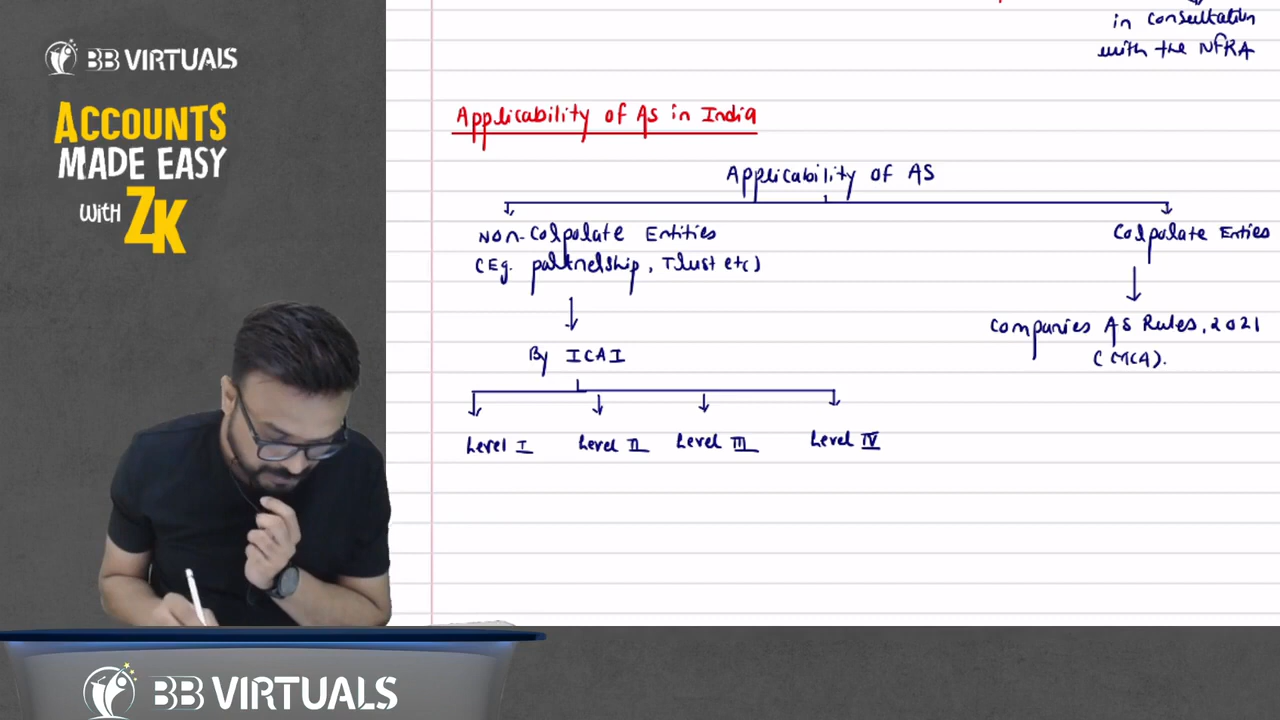 BB VIRTUALS
ACCOUNTS
MADE EASY
WITH ZK
in consultation
with the NFRA
Applicability of AS in India
Applicability of AS
Non-Corporate Entities
(Eg. partnership, Trust etc)
Corporate Enties
By ICAI
Companies AS Rules, 2021
(MCA).
Level I
Level II
Level III
Level IV
BB VIRTUALS